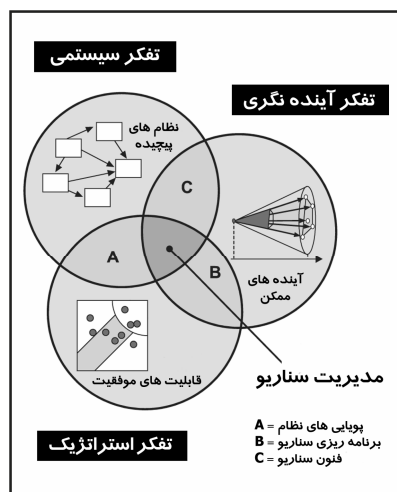 تفکر سیستمی
تفکر آینده نگری
نظام های
پیچیده
C
A
B
آینده های
ممکن
قابلیت های موفقیت
مدیریت سناریو
A = پویایی های نظام
B = برنامه ریزی سناریو
C = فنون سناریو
تفکر استراتژیک